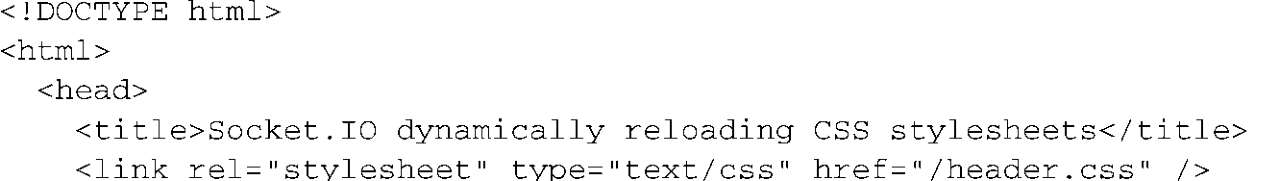 <!DOCTYPE html>
<html>
  <head>
    <title>Socket.IO dynamically reloading CSS stylesheets</title>
    <link rel="stylesheet" type="text/css" href="/header.css" />